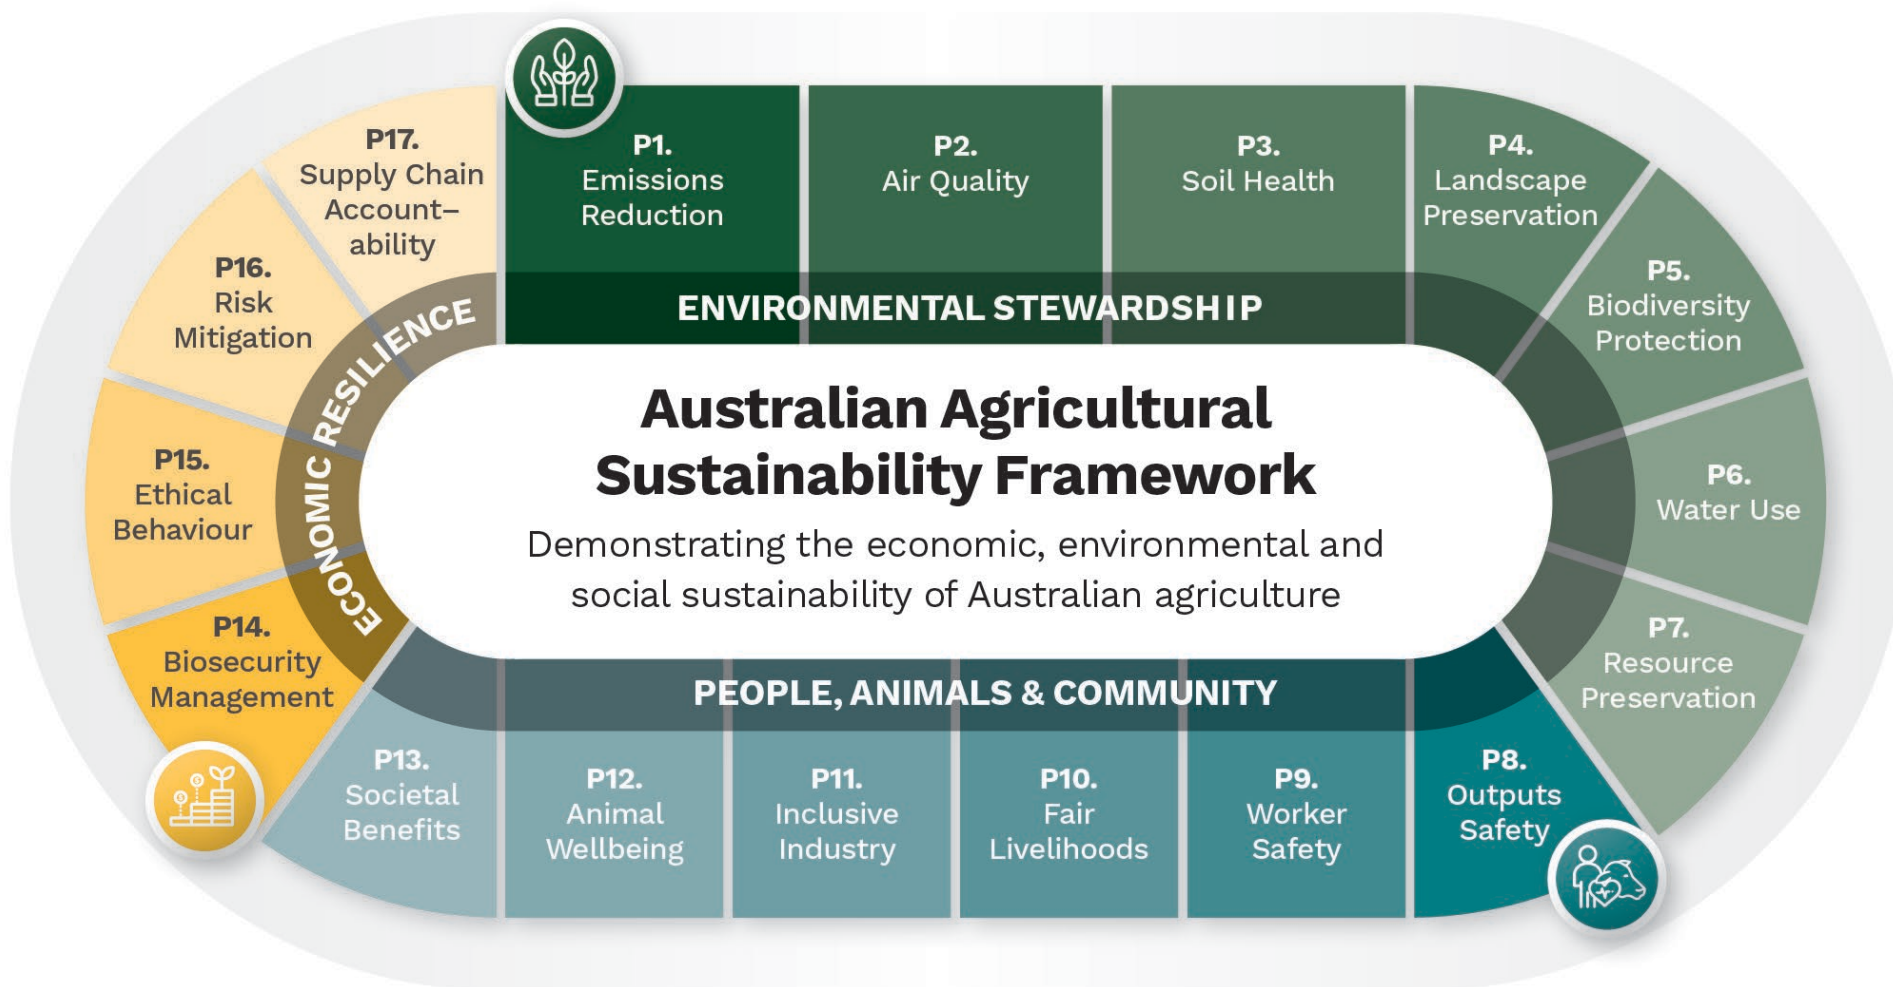 Australian Agricultural
Sustainability Framework
Demonstrating the economic, environmental and
social sustainability of Australian agriculture
ENVIRONMENTAL STEWARDSHIP
P1.
Emissions
Reduction
P2.
Air Quality
P3.
Soil Health
P4.
Landscape
Preservation
P5.
Biodiversity
Protection
P6.
Water Use
P7.
Resource
Preservation
PEOPLE, ANIMALS & COMMUNITY
P8.
Outputs
Safety
P9.
Worker
Safety
P10.
Fair
Livelihoods
P11.
Inclusive
Industry
P12.
Animal
Wellbeing
P13.
Societal
Benefits
ECONOMIC RESILIENCE
P14.
Biosecurity
Management
P15.
Ethical
Behaviour
P16.
Risk
Mitigation
P17.
Supply Chain
Account–
ability